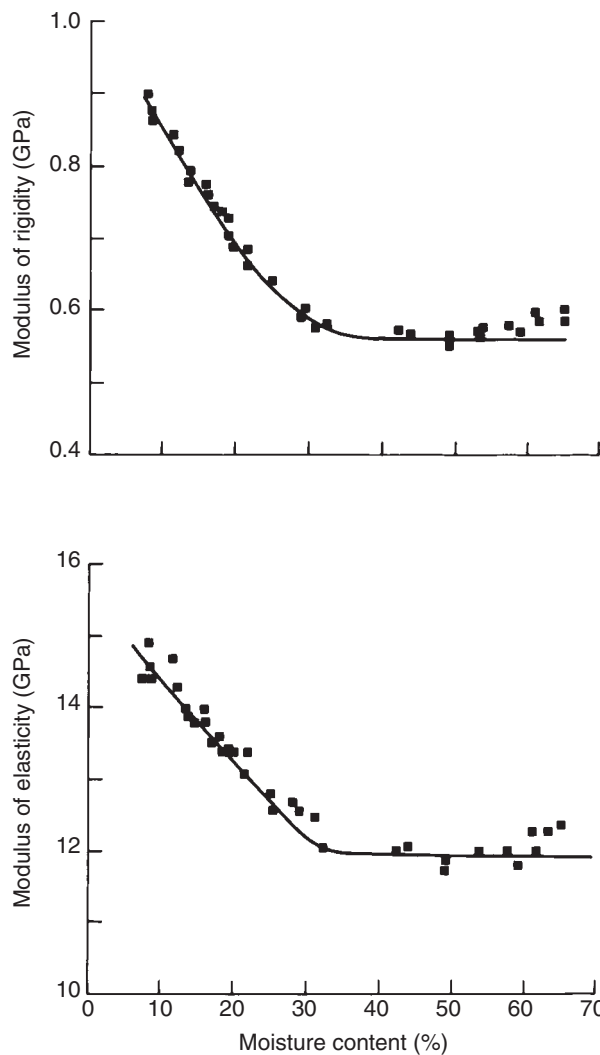 1.0
0.8
0.6
0.4
Modulus of rigidity (GPa)
16
14
12
10
Modulus of elasticity (GPa)
0 10 20 30 40 50 60 70
Moisture content (%)